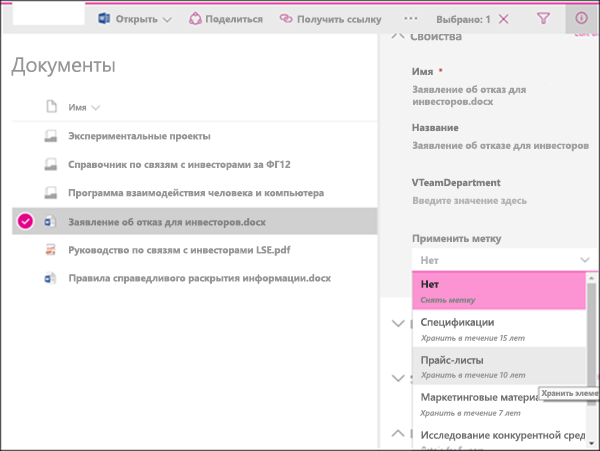 Открыть
Поделиться
Получить ссылку
...
Выбрано: 1
Свойства
Документы
Имя
Экспериментальные проекты
Справочник по связям с инвесторами за ФГ12
Программа взаимодействия человека и компьютера
Заявление об отказ для инвесторов.docx
Руководство по связям с инвесторами LSE.pdf
Правила справедливого раскрытия информации.docx
Имя *
Заявление об отказ для
инвесторов.docx
Название
Заявление об отказе для инвесторов
VTeamDepartment
Введите значение здесь
Применить метку
Нет
Нет
Снять метку
Спецификации
Хранить в течение 15 лет
Прайс-листы
Хранить в течение 10 лет
Хранить элеме
Маркетинговые материа
Хранить в течение 7 лет
Исследование конкурентной сред